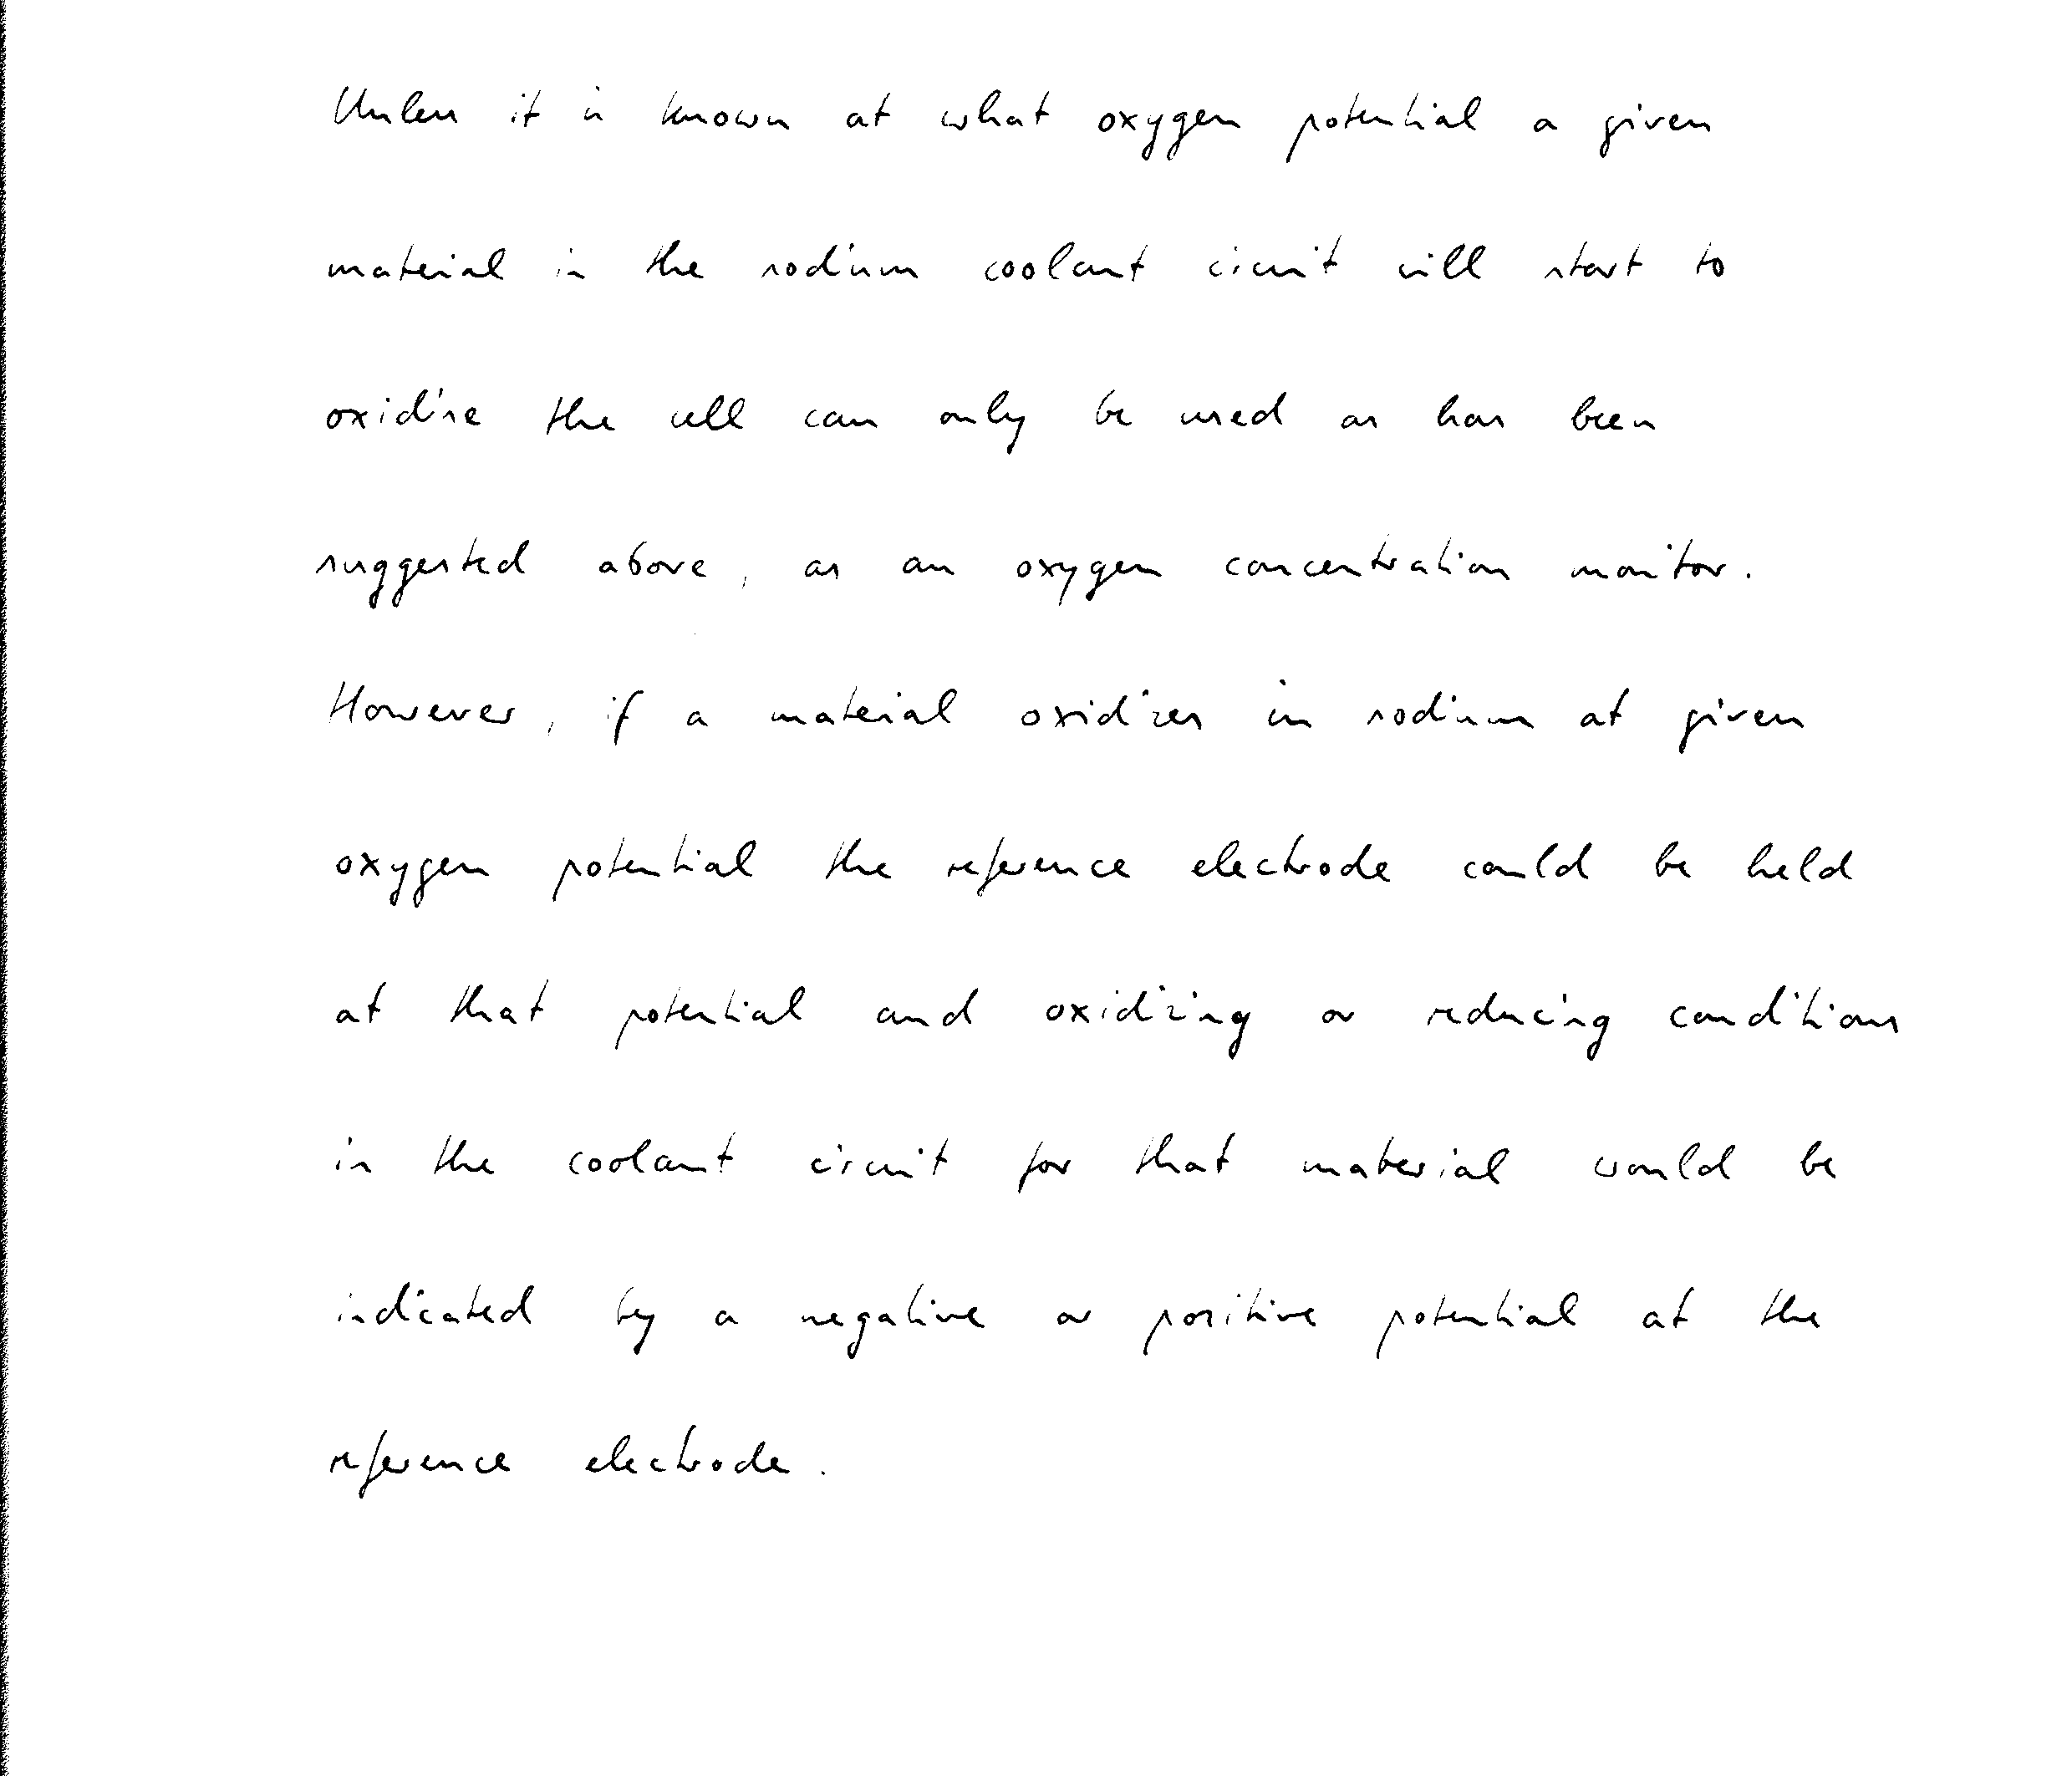 Unless it is known at what oxygen potential a given
material in the sodium coolant circuit will start to
oxidise the cell can only be used as has been
suggested above, as an oxygen concentration monitor.
However, if a material oxidizes in sodium at given
oxygen potential the reference electrode could be held
at that potential and oxidizing or reducing conditions
in the coolant circuit for that material would be
indicated by a negative or positive potential at the
reference electrode.